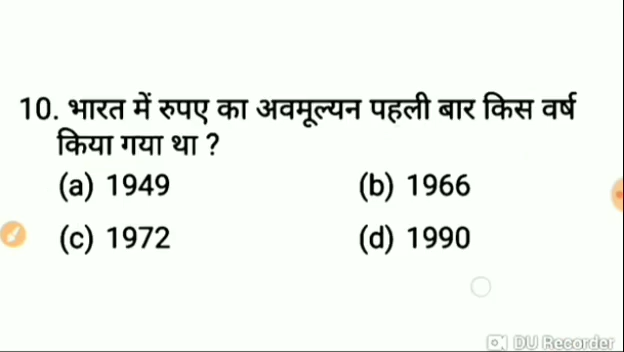 10. भारत में रुपए का अवमूल्यन पहली बार किस वर्ष
किया गया था ?
(a) 1949 (b) 1966
(c) 1972 (d) 1990
DU Recorder